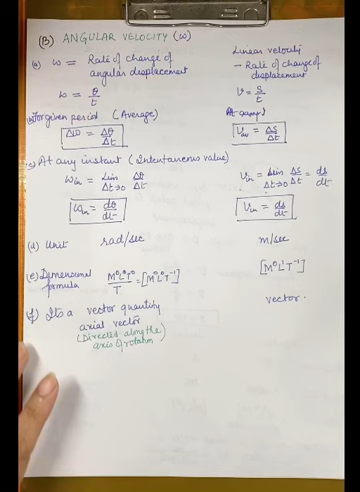 (B) ANGULAR VELOCITY (ω)
Linear velocity
(a) ω = Rate of change of angular displacement
→ Rate of change of displacement
ω = θ/t
v = s/t
(b) For given period (Average)
Δω = Δθ/Δt
Vav = Δs/Δt
(c) At any instant (Intentaneous value)
ωin = Lim Δt→0 Δθ/Δt
Vin = Lim Δt→0 Δs/Δt = ds/dt
ωin = dθ/dt
Vin = ds/dt
(d) Unit rad/sec m/sec
(e) Dimensional formula M⁰L⁰T⁰/T = [M⁰L⁰T⁻¹] [M⁰L¹T⁻¹]
(f) Its a vector quantity vector.
axial vector
(Directed along the
axis of rotation)